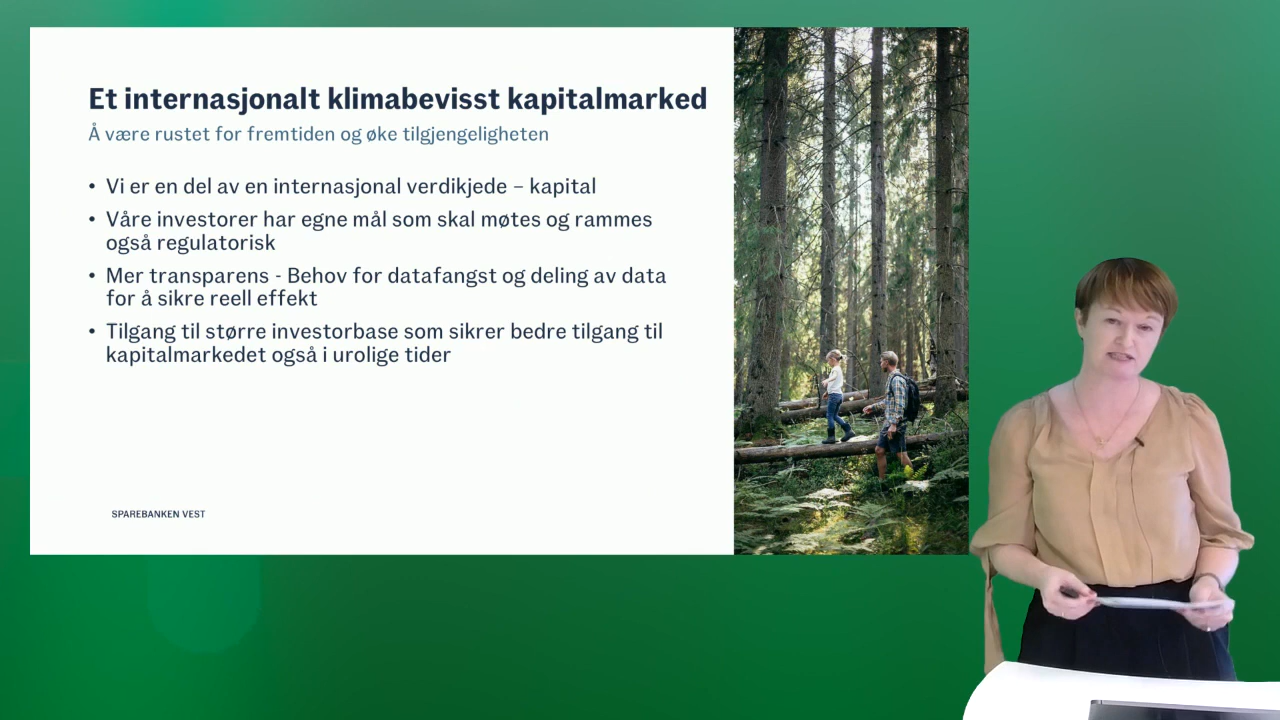 Et internasjonalt klimabevisst kapitalmarked
Å være rustet for fremtiden og øke tilgjengeligheten
• Vi er en del av en internasjonal verdikjede – kapital
• Våre investorer har egne mål som skal møtes og rammes
også regulatorisk
• Mer transparens - Behov for datafangst og deling av data
for å sikre reell effekt
• Tilgang til større investorbase som sikrer bedre tilgang til
kapitalmarkedet også i urolige tider
SPAREBANKEN VEST